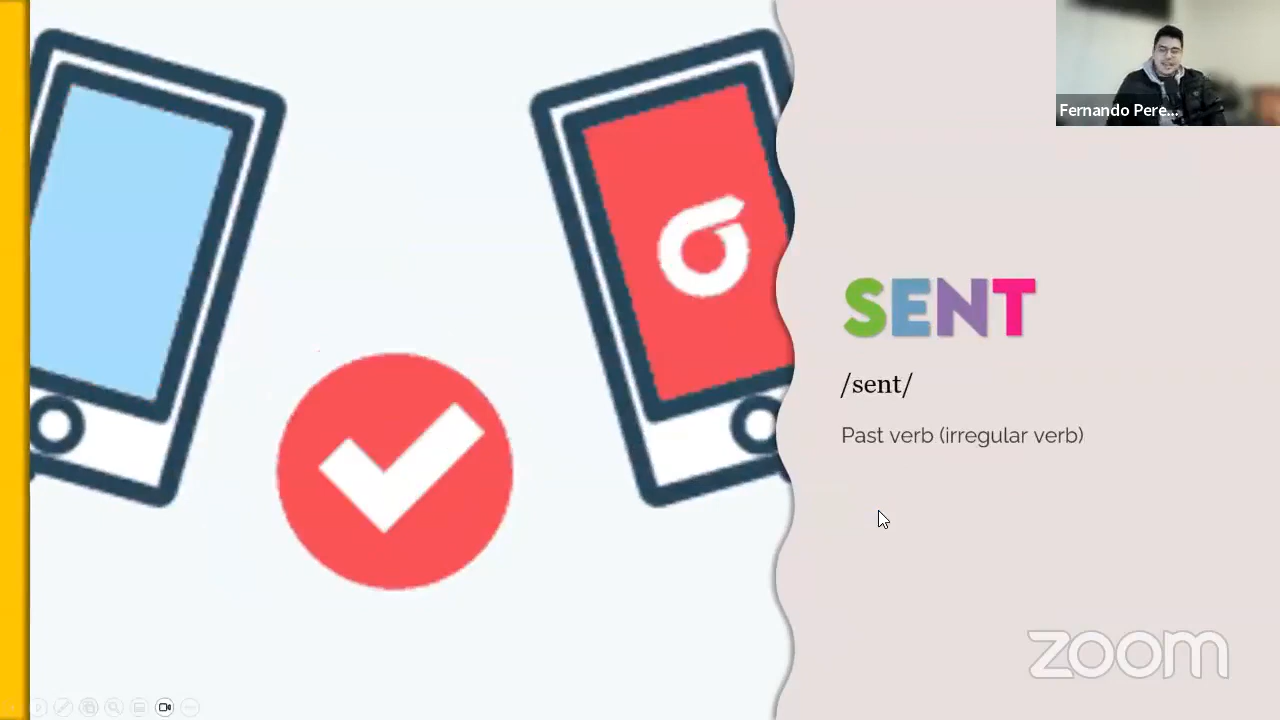 Fernando Pere...
SENT
/sent/
Past verb (irregular verb)
zoom